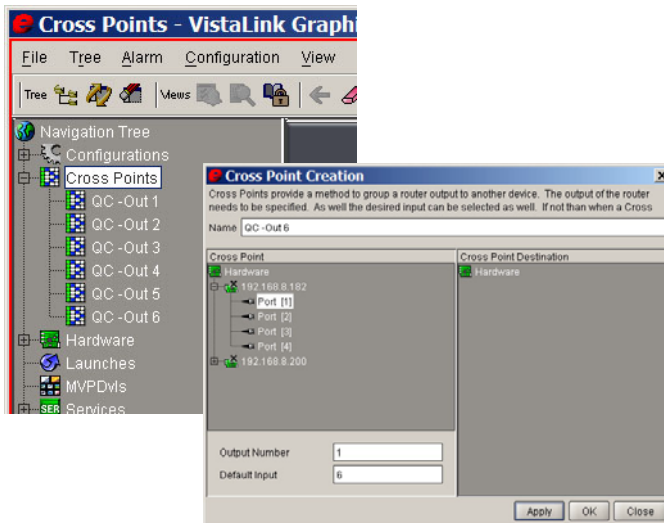 Cross Points - VistaLink Graphi
File Tree Alarm Configuration View
Tree Views
Navigation Tree
Configurations
Cross Points
QC -Out 1
QC -Out 2
QC -Out 3
QC -Out 4
QC -Out 5
QC -Out 6
Hardware
Launches
MVPDvls
SER Services
Cross Point Creation
Cross Points provide a method to group a router output to another device. The output of the router
needs to be specified. As well the desired input can be selected as well. If not than when a Cross
Name QC -Out 6
Cross Point
Hardware
192.168.8.182
Port [1]
Port [2]
Port [3]
Port [4]
192.168.8.200
Cross Point Destination
Hardware
Output Number 1
Default Input 6
Apply OK Close